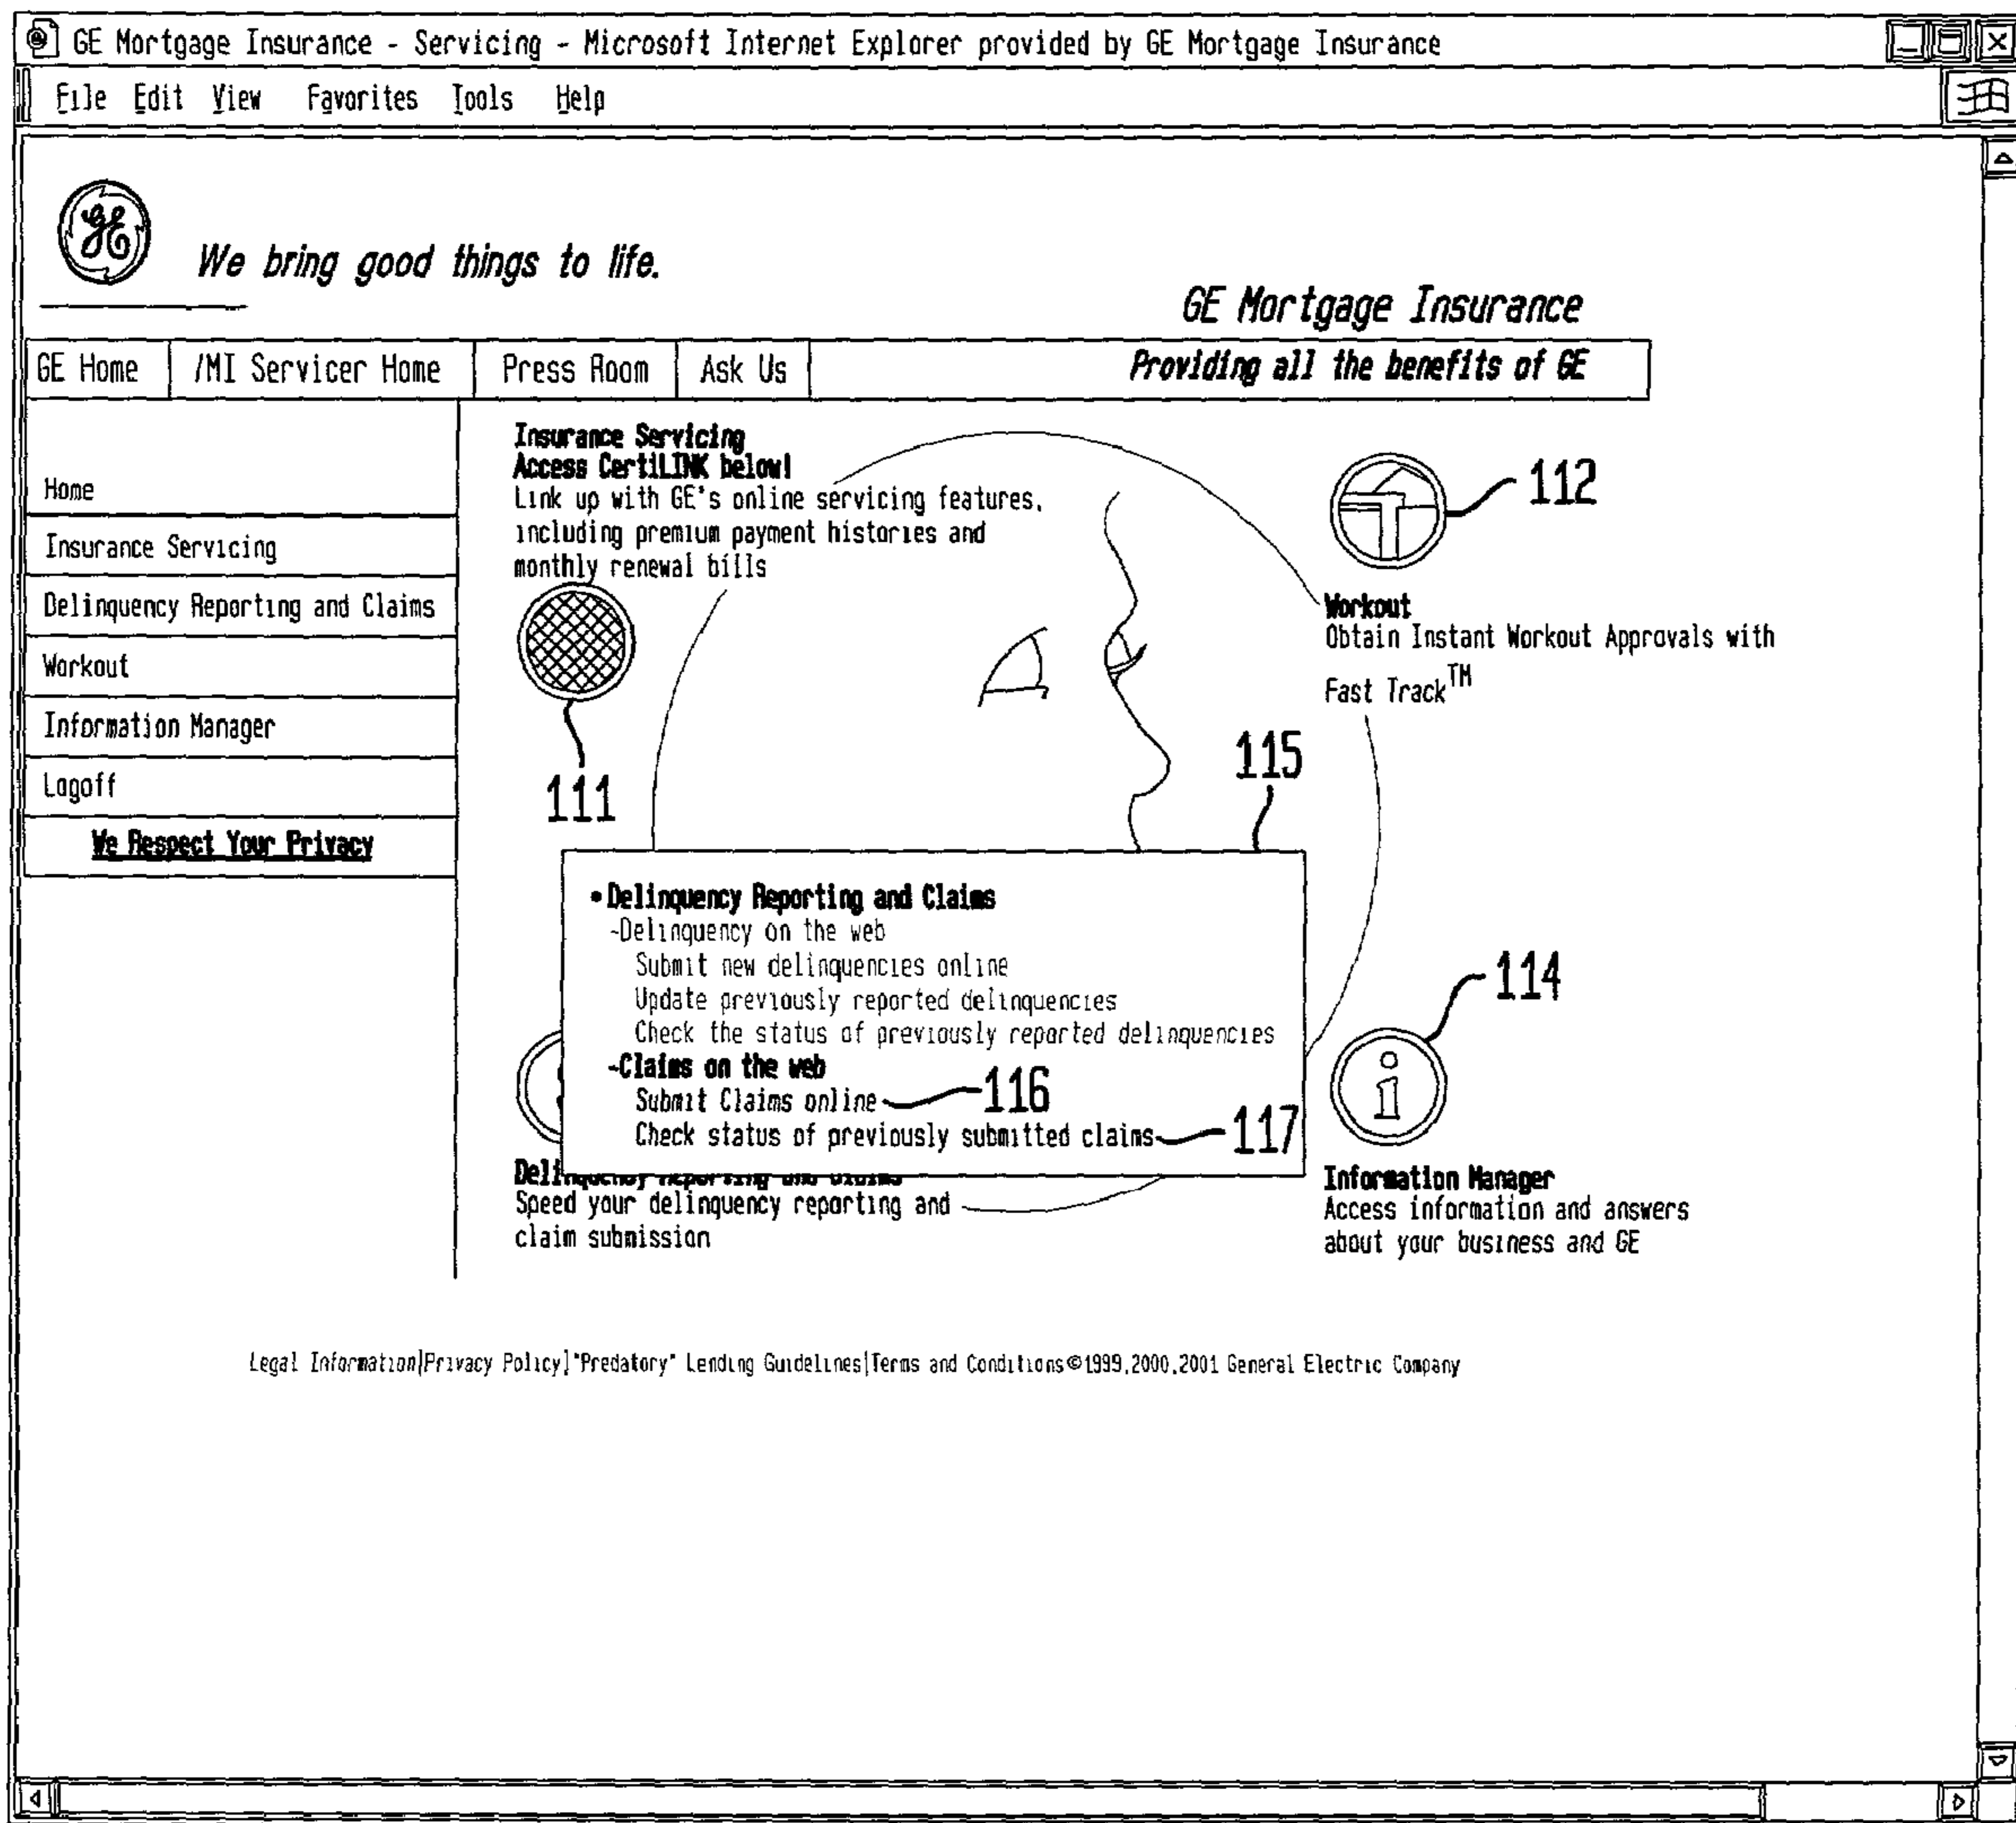 GE Mortgage Insurance - Servicing - Microsoft Internet Explorer provided by GE Mortgage Insurance
File Edit View Favorites Tools Help
GE
We bring good things to life.
GE Mortgage Insurance
GE Home /MI Servicer Home Press Room Ask Us Providing all the benefits of GE
Home
Insurance Servicing
Delinquency Reporting and Claims
Workout
Information Manager
Logoff
We Respect Your Privacy
Insurance Servicing
Access CertiLINK below!
Link up with GE's online servicing features,
including premium payment histories and
monthly renewal bills
111
112
Workout
Obtain Instant Workout Approvals with
Fast Track™
115
• Delinquency Reporting and Claims
-Delinquency on the web
Submit new delinquencies online
Update previously reported delinquencies
Check the status of previously reported delinquencies
-Claims on the web
Submit Claims online 116
Check status of previously submitted claims 117
Delinquency Reporting and Claims
Speed your delinquency reporting and
claim submission
114
i
Information Manager
Access information and answers
about your business and GE
Legal Information|Privacy Policy|"Predatory" Lending Guidelines|Terms and Conditions©1999,2000,2001 General Electric Company